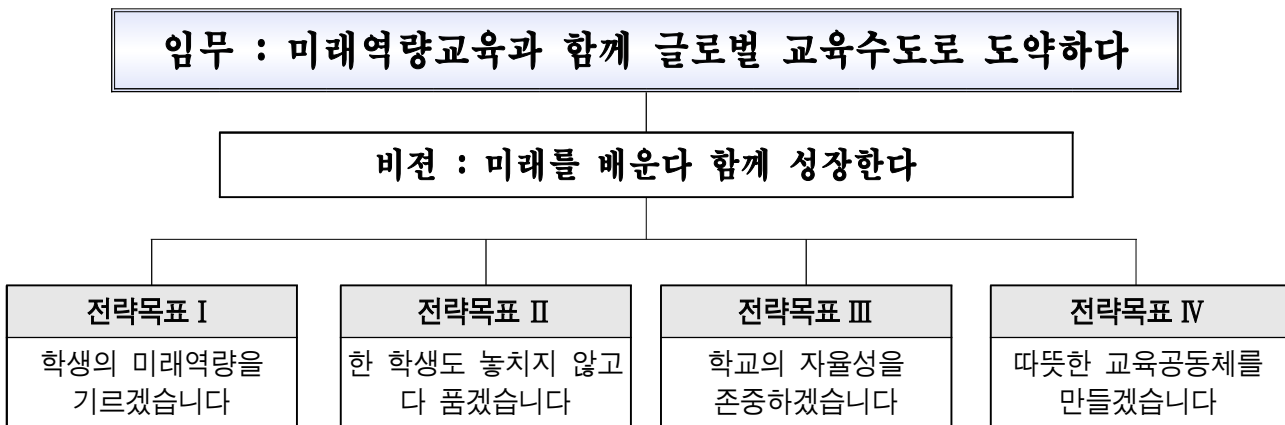 임무 : 미래역량교육과 함께 글로벌 교육수도로 도약하다
비전 : 미래를 배운다 함께 성장한다
전략목표 Ⅰ
학생의 미래역량을
기르겠습니다
전략목표 Ⅱ
한 학생도 놓치지 않고
다 품겠습니다
전략목표 Ⅲ
학교의 자율성을
존중하겠습니다
전략목표 Ⅳ
따뜻한 교육공동체를
만들겠습니다